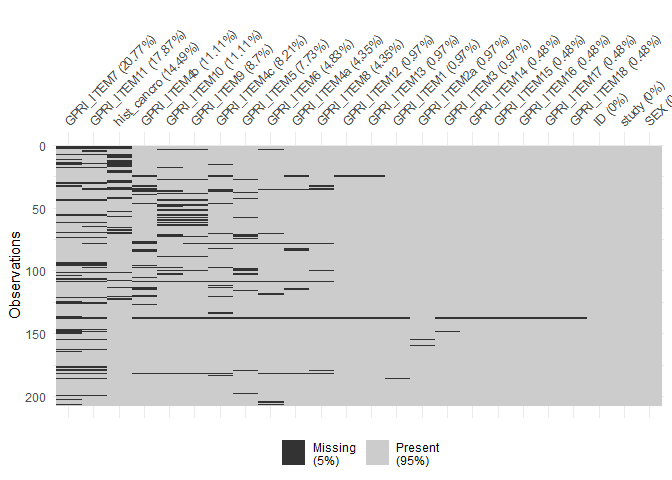 GPRI_ITEM7 (20.77%)
GPRI_ITEM11 (17.87%)
hist_cancro (14.49%)
GPRI_ITEM4b (11.11%)
GPRI_ITEM10 (11.11%)
GPRI_ITEM9 (8.7%)
GPRI_ITEM4c (8.21%)
GPRI_ITEM5 (7.73%)
GPRI_ITEM6 (4.83%)
GPRI_ITEM4a (4.35%)
GPRI_ITEM8 (4.35%)
GPRI_ITEM12 (0.97%)
GPRI_ITEM13 (0.97%)
GPRI_ITEM1 (0.97%)
GPRI_ITEM2a (0.97%)
GPRI_ITEM3 (0.97%)
GPRI_ITEM14 (0.48%)
GPRI_ITEM15 (0.48%)
GPRI_ITEM16 (0.48%)
GPRI_ITEM17 (0.48%)
GPRI_ITEM18 (0.48%)
ID (0%)
study (0%)
SEX (0
0
50
100
150
200
Observations
Missing
(5%)
Present
(95%)